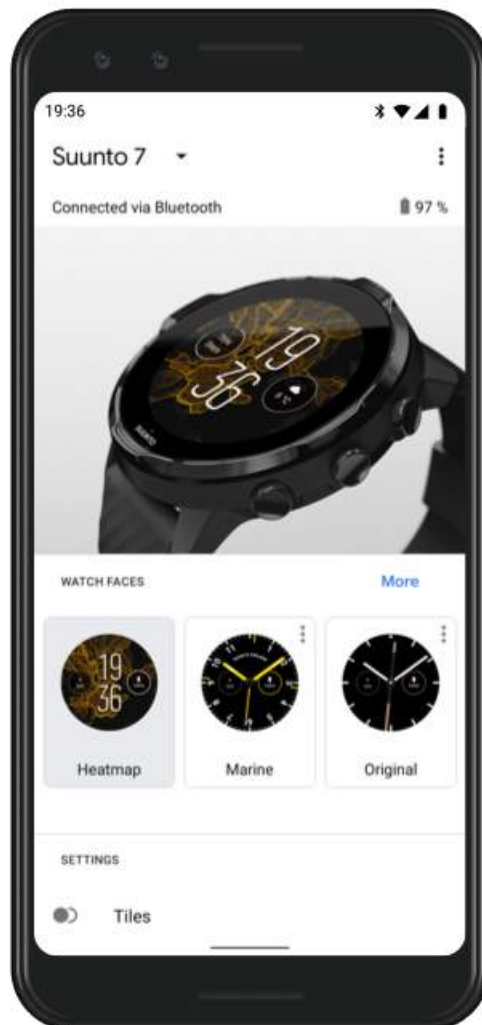 19:36
Suunto 7
Connected via Bluetooth
97 %
19
36
SUUNTO
WATCH FACES
More
19
36
Heatmap
Marine
Original
SETTINGS
Tiles